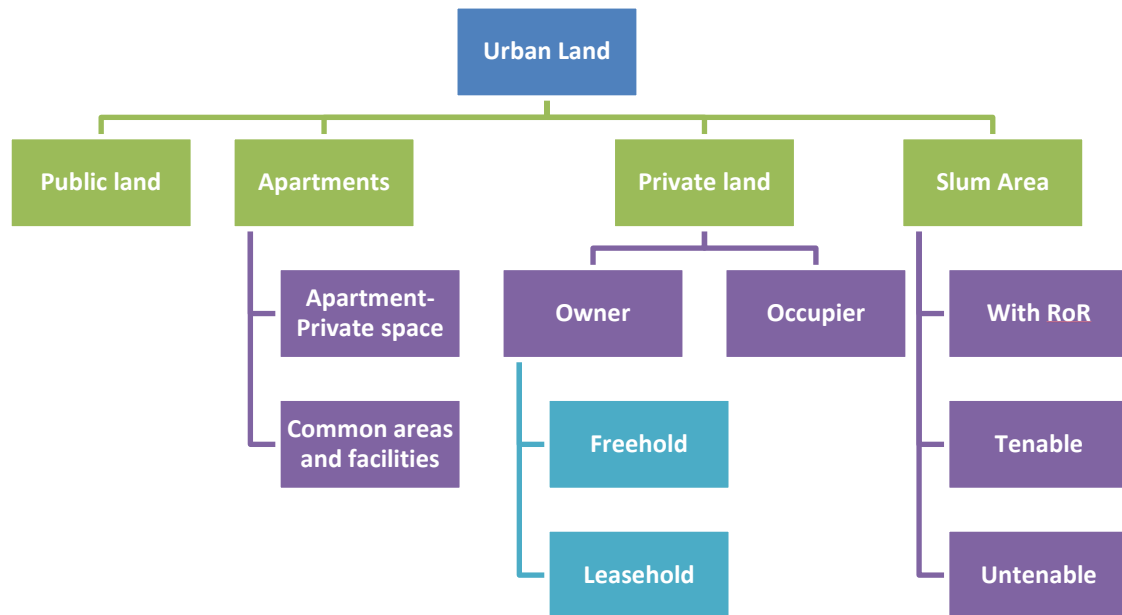 Urban Land
Public land
Apartments
Private land
Slum Area
Apartment-
Private space
Owner
Occupier
With RoR
Common areas
and facilities
Freehold
Tenable
Leasehold
Untenable